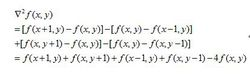 ∇²f(x,y)
=[f(x+1,y)-f(x,y)]-[f(x,y)-f(x-1,y)]
+[f(x,y+1)-f(x,y)]-[f(x,y)-f(x,y-1)]
=f(x+1,y)+f(x,y+1)+f(x-1,y)+f(x,y-1)-4f(x,y)